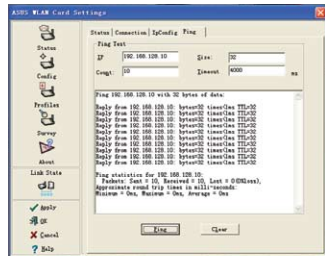 ASUS WLAN Card Settings
Status
Config
Profiles
Survey
About
Link State
Apply
OK
Cancel
Help
Status Connection IpConfig Ping
Ping Test
IP 192.168.128.10 Size: 32
Count: 10 Timeout 4000 ms
Ping 192.168.128.10 with 32 bytes of data:
Reply from 192.168.128.10: bytes=32 time<1ms TTL=32
Reply from 192.168.128.10: bytes=32 time<1ms TTL=32
Reply from 192.168.128.10: bytes=32 time<1ms TTL=32
Reply from 192.168.128.10: bytes=32 time<1ms TTL=32
Reply from 192.168.128.10: bytes=32 time<1ms TTL=32
Reply from 192.168.128.10: bytes=32 time<1ms TTL=32
Reply from 192.168.128.10: bytes=32 time<1ms TTL=32
Reply from 192.168.128.10: bytes=32 time<1ms TTL=32
Reply from 192.168.128.10: bytes=32 time<1ms TTL=32
Reply from 192.168.128.10: bytes=32 time<1ms TTL=32
Ping statistics for 192.168.128.10:
Packets: Sent = 10, Received = 10, Lost = 0(0%loss),
Approximate round trip times in milli-seconds:
Minimum = 0ms, Maximum = 0ms, Average = 0ms
Ping Clear